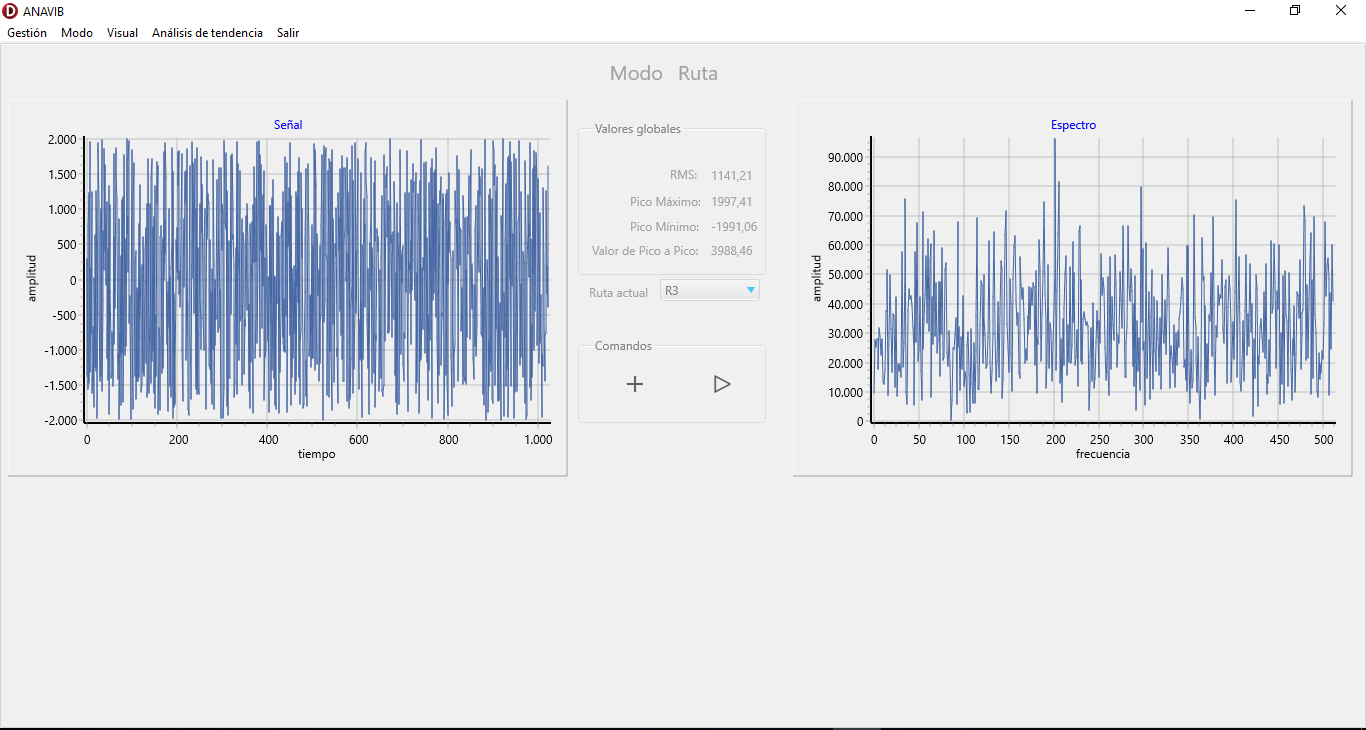 ANAVIB
Gestión Modo Visual Análisis de tendencia Salir
Modo Ruta
Señal
2.000
1.500
1.000
500
0
-500
-1.000
-1.500
-2.000
amplitud
0 200 400 600 800 1.000
tiempo
Valores globales
RMS: 1141,21
Pico Máximo: 1997,41
Pico Mínimo: -1991,06
Valor de Pico a Pico: 3988,46
Ruta actual R3
Comandos
Espectro
90.000
80.000
70.000
60.000
50.000
40.000
30.000
20.000
10.000
0
amplitud
0 50 100 150 200 250 300 350 400 450 500
frecuencia